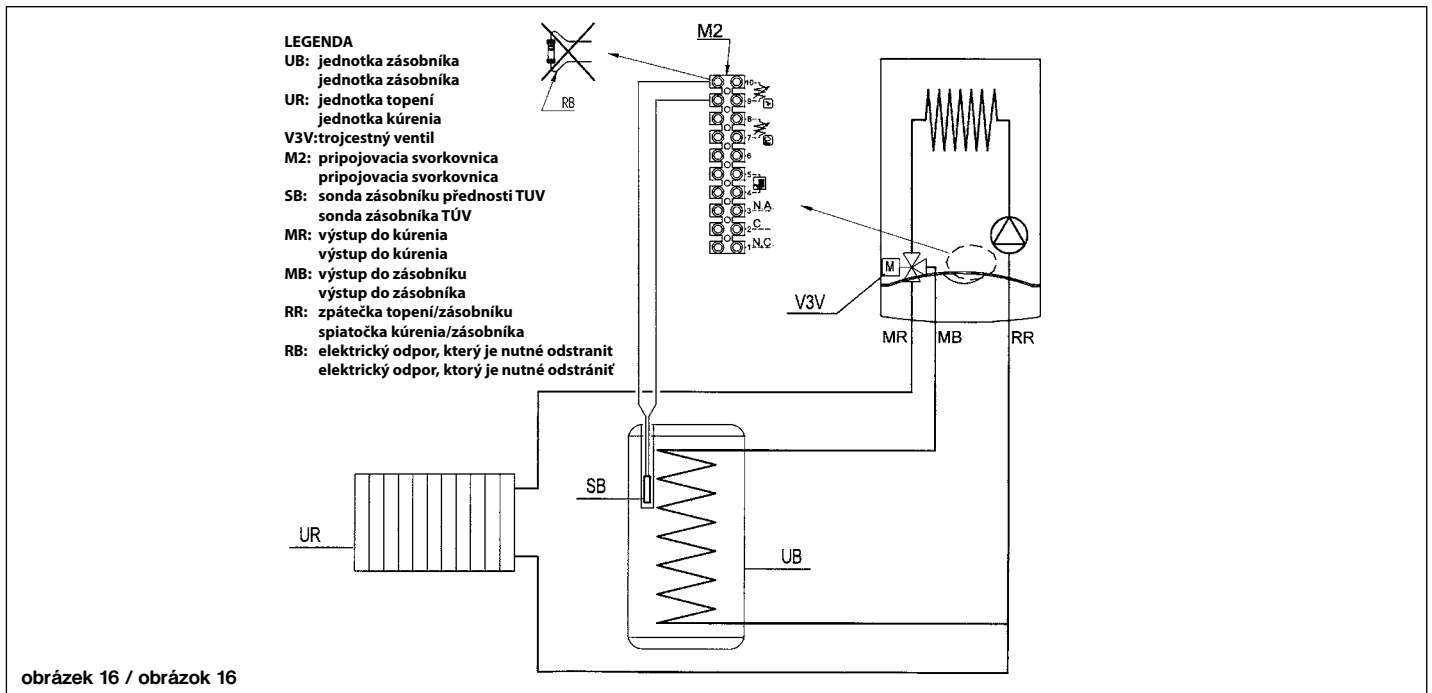 LEGENDA
UB: jednotka zásobníka
jednotka zásobníka
UR: jednotka topení
jednotka kúrenia
V3V:trojcestný ventil
M2: pripojovacia svorkovnica
pripojovacia svorkovnica
SB: sonda zásobníku přednosti TUV
sonda zásobníka TÚV
MR: výstup do kúrenia
výstup do kúrenia
MB: výstup do zásobníku
výstup do zásobníka
RR: zpátečka topení/zásobníku
spiatočka kúrenia/zásobníka
RB: elektrický odpor, který je nutné odstranit
elektrický odpor, ktorý je nutné odstrániť
RB
M2
10
9
8
7
6
5
4
3 N.A.
2 C
1 N.C.
M
V3V
MR MB RR
SB
UR
UB
obrázek 16 / obrázok 16